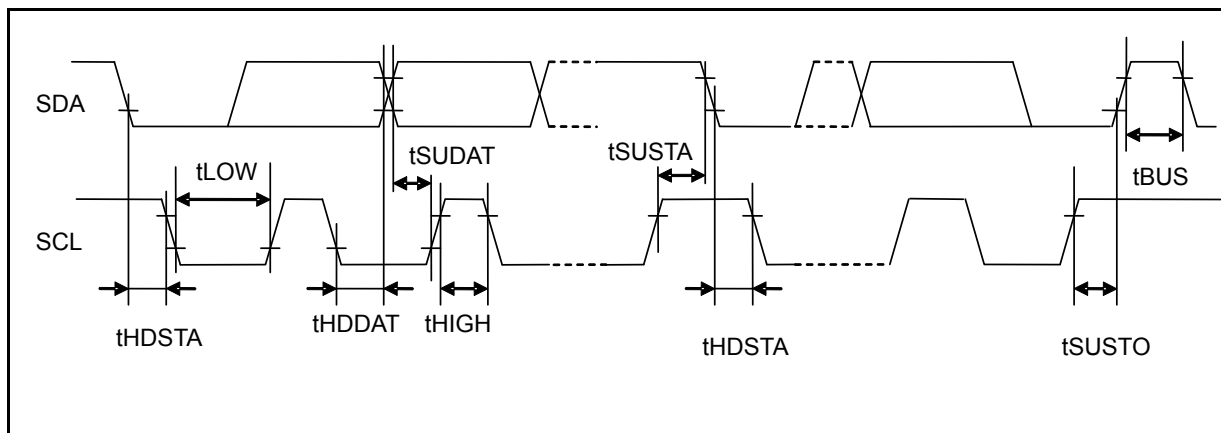 SDA
tSUDAT
tSUSTA
tLOW
tBUS
SCL
tHDSTA
tHDDAT
tHIGH
tHDSTA
tSUSTO